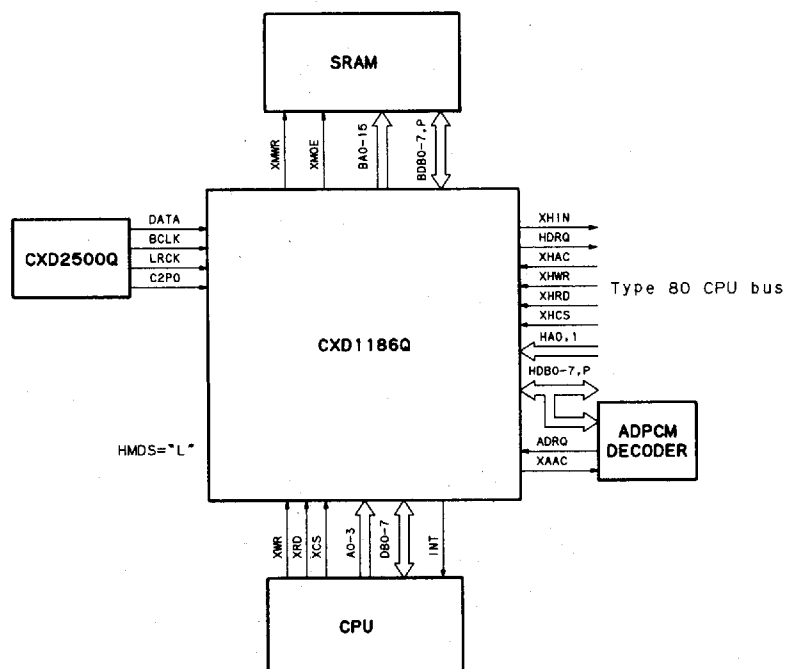 SRAM
XMWR
XMOE
BA0-15
BDB0-7,P
CXD2500Q
DATA
BCLK
LRCK
C2PO
CXD1186Q
HMDS="L"
XHIN
HDRQ
XHAC
XHWR
XHRD
XHCS
HA0,1
HDB0-7,P
Type 80 CPU bus
ADRQ
XAAC
ADPCM
DECODER
XWR
XRD
XCS
A0-3
DB0-7
INT
CPU